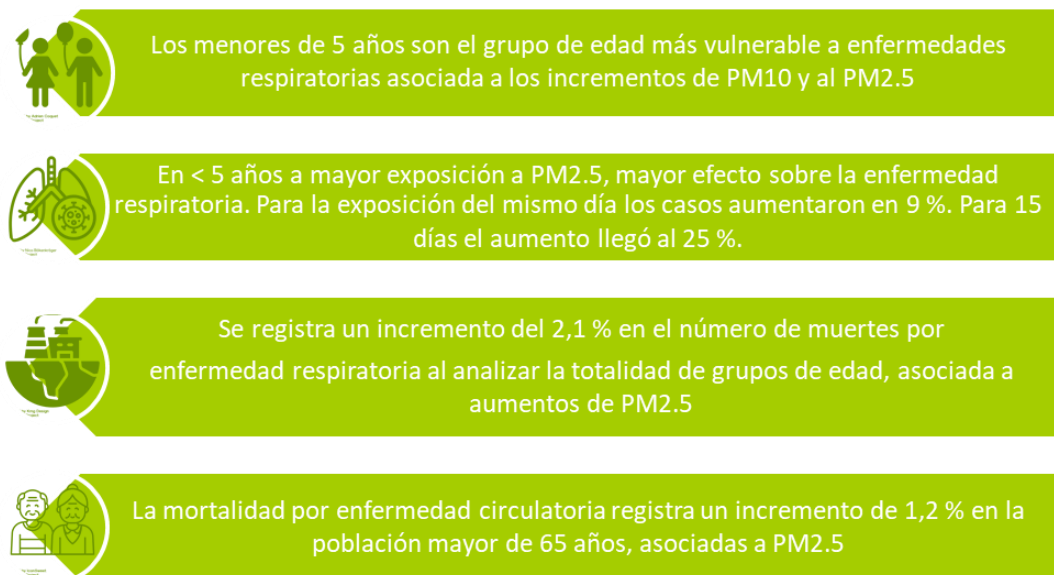 Los menores de 5 años son el grupo de edad más vulnerable a enfermedades
respiratorias asociada a los incrementos de PM10 y al PM2.5
En < 5 años a mayor exposición a PM2.5, mayor efecto sobre la enfermedad
respiratoria. Para la exposición del mismo día los casos aumentaron en 9 %. Para 15
días el aumento llegó al 25 %.
Se registra un incremento del 2,1 % en el número de muertes por
enfermedad respiratoria al analizar la totalidad de grupos de edad, asociada a
aumentos de PM2.5
La mortalidad por enfermedad circulatoria registra un incremento de 1,2 % en la
población mayor de 65 años, asociadas a PM2.5